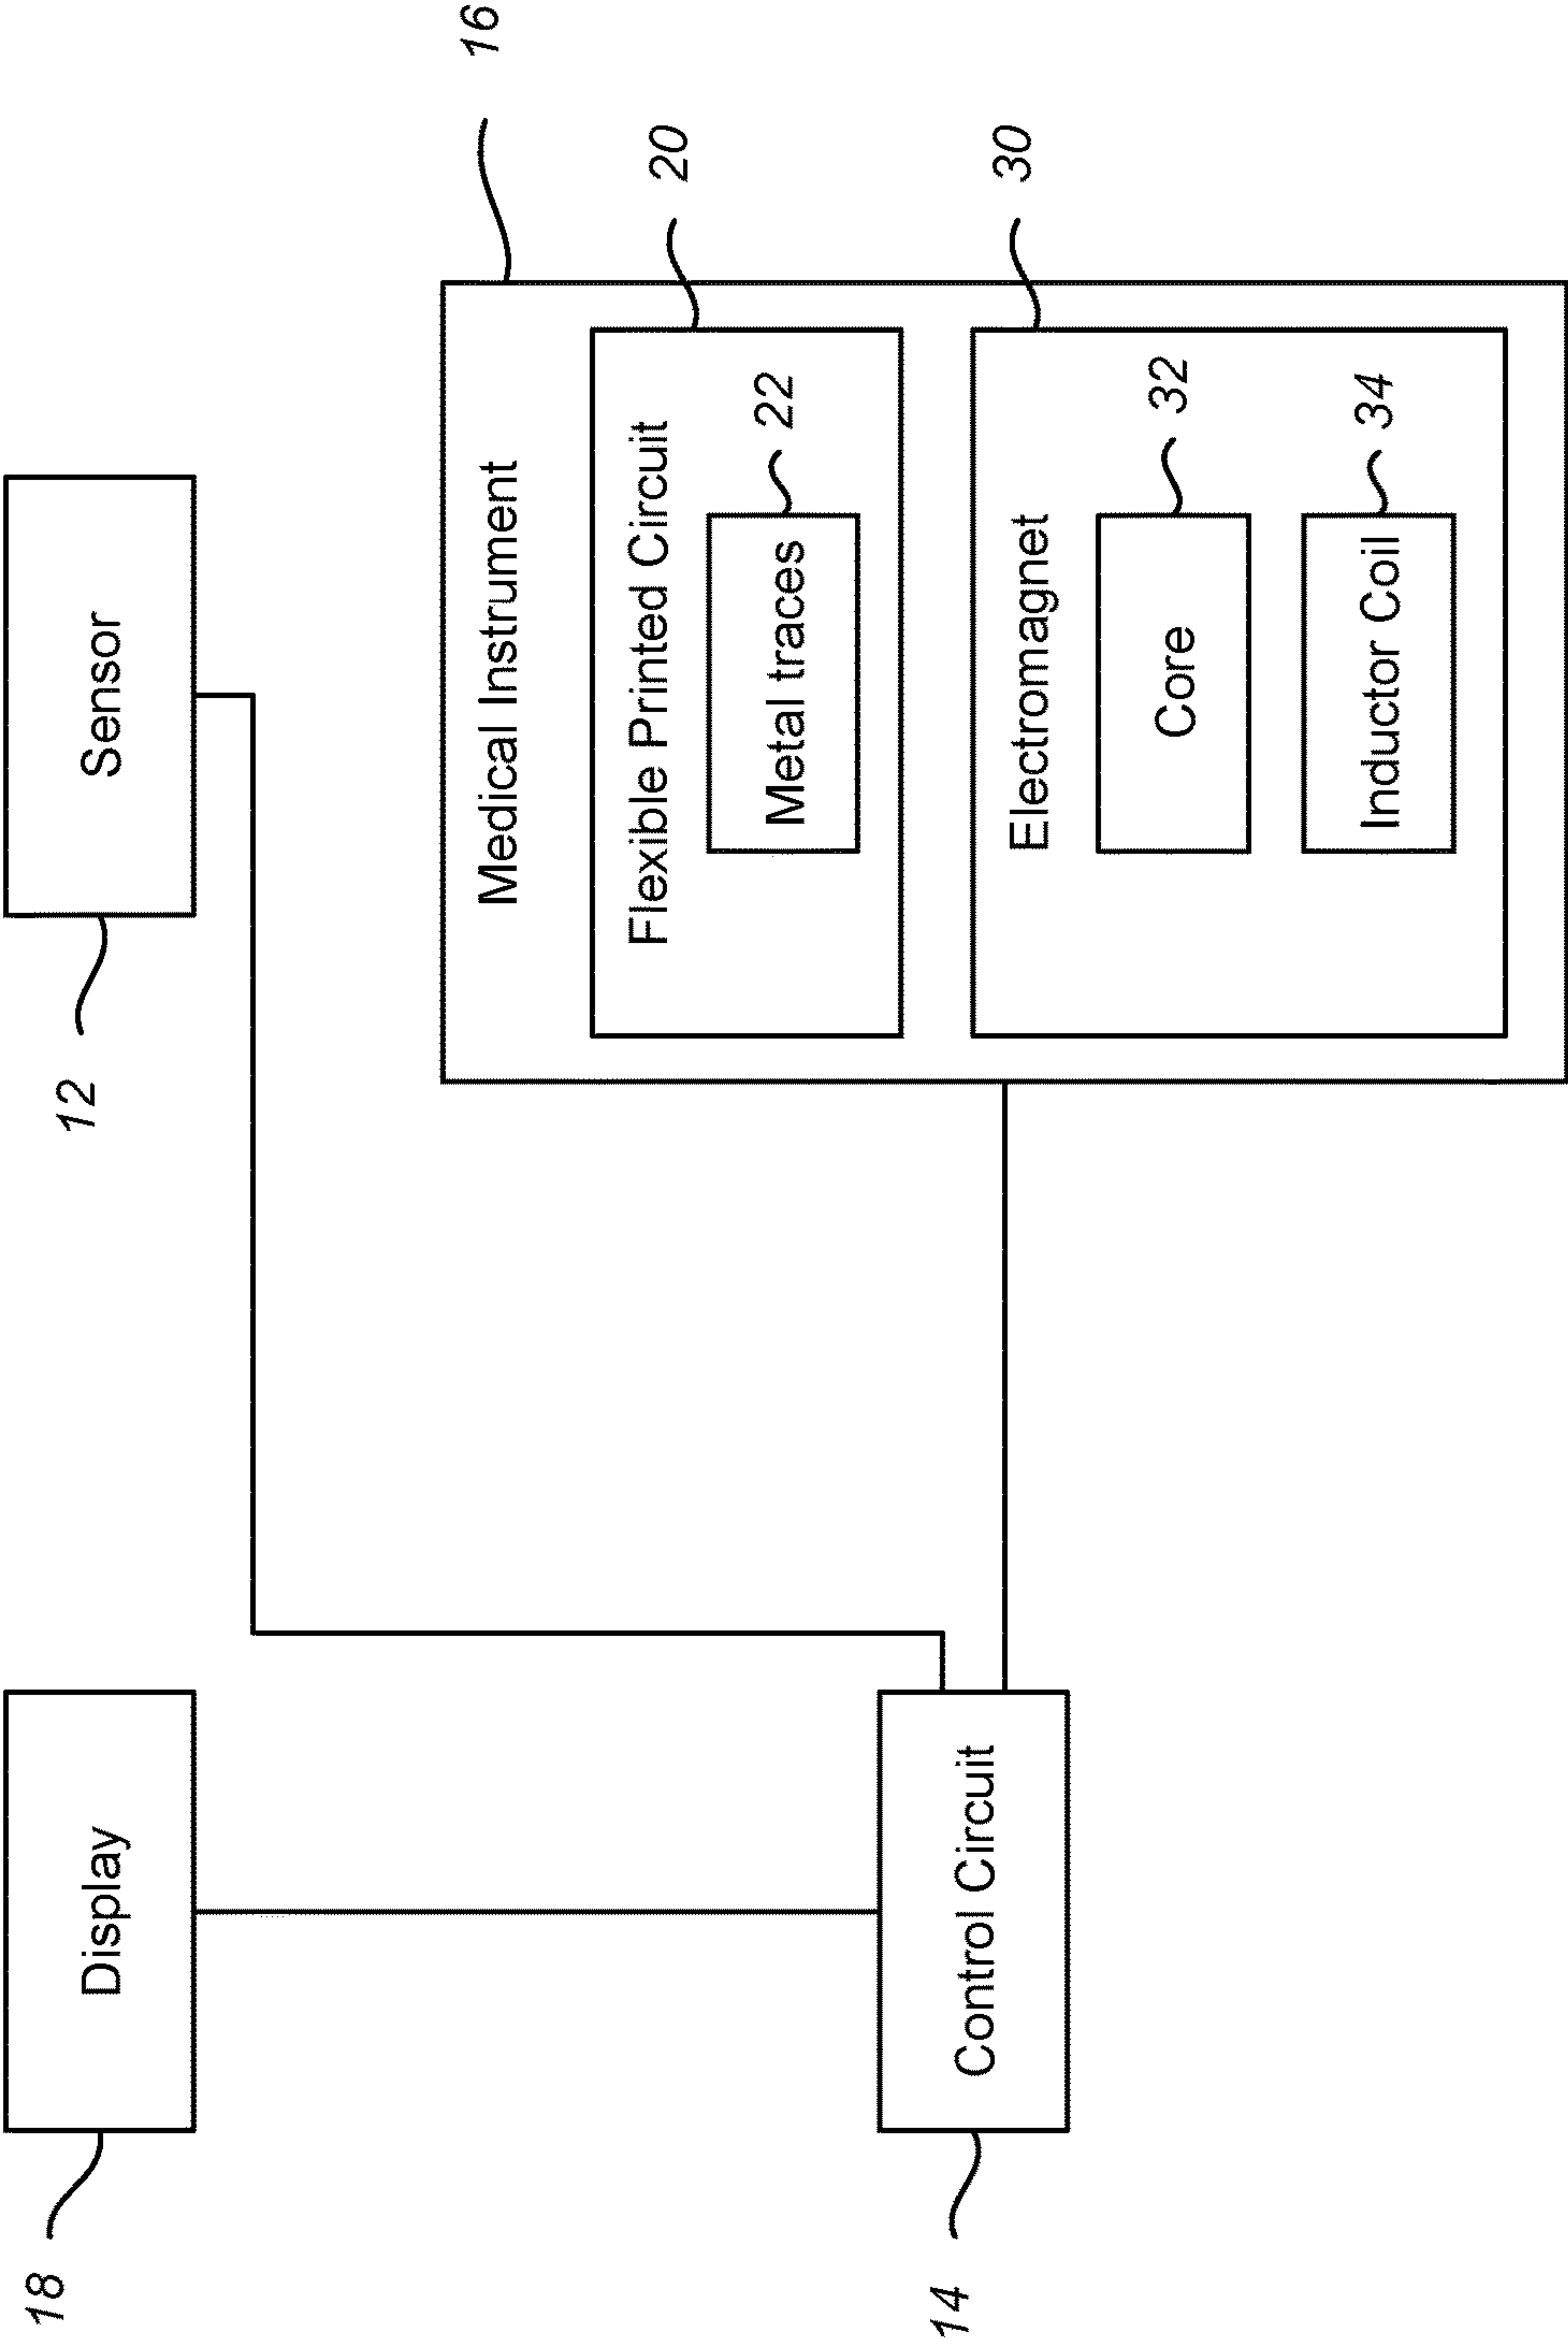 18
Display
12
Sensor
16
Medical Instrument
Flexible Printed Circuit
20
Metal traces
22
14
Control Circuit
Electromagnet
30
Core
32
Inductor Coil
34